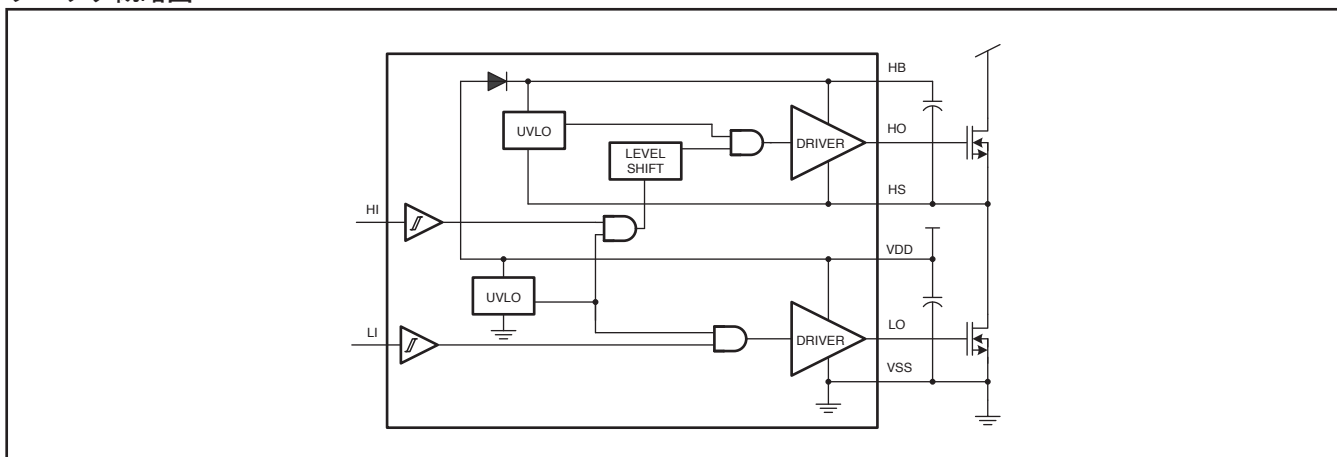 HB
UVLO
HO
DRIVER
LEVEL
SHIFT
HS
HI
VDD
UVLO
LO
LI
DRIVER
VSS